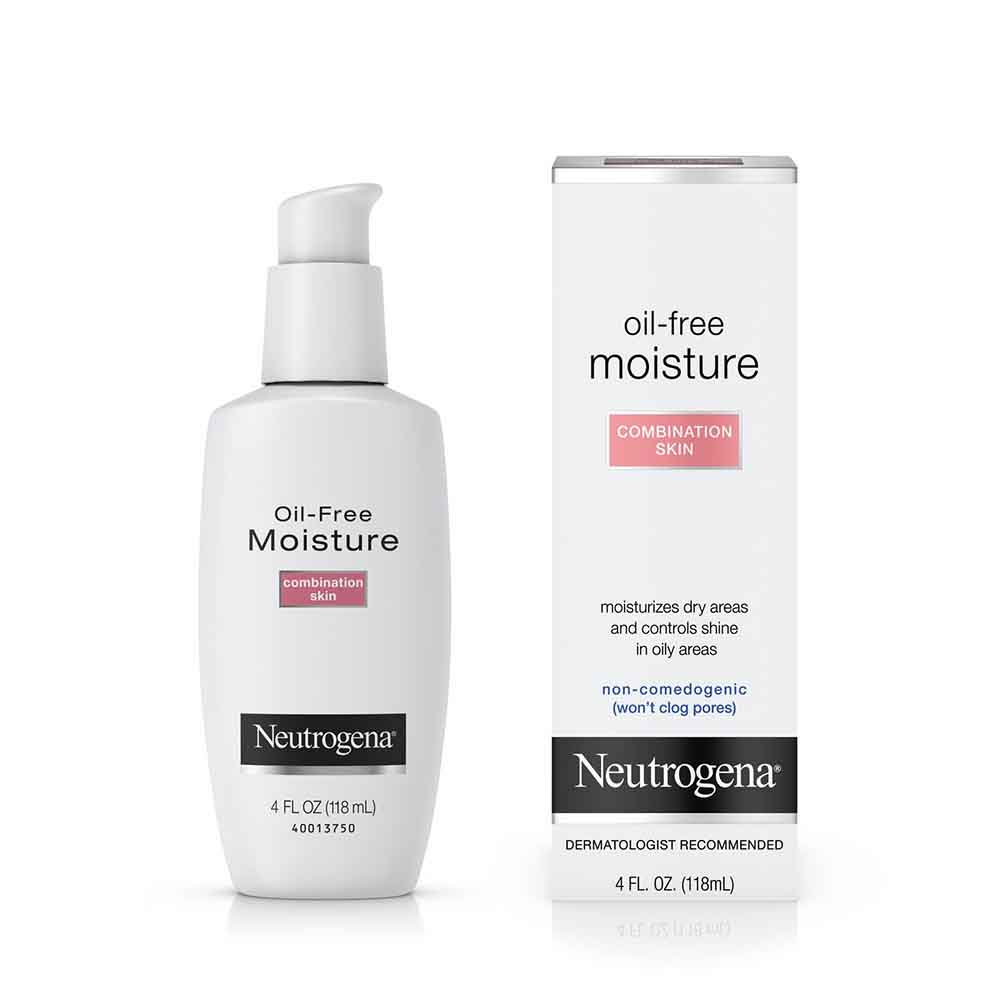 Oil-Free
Moisture
combination
skin
Neutrogena®
4 FL OZ (118 mL)
40013750
oil-free
moisture
COMBINATION
SKIN
moisturizes dry areas
and controls shine
in oily areas
non-comedogenic
(won't clog pores)
Neutrogena®
DERMATOLOGIST RECOMMENDED
4 FL. OZ. (118mL)